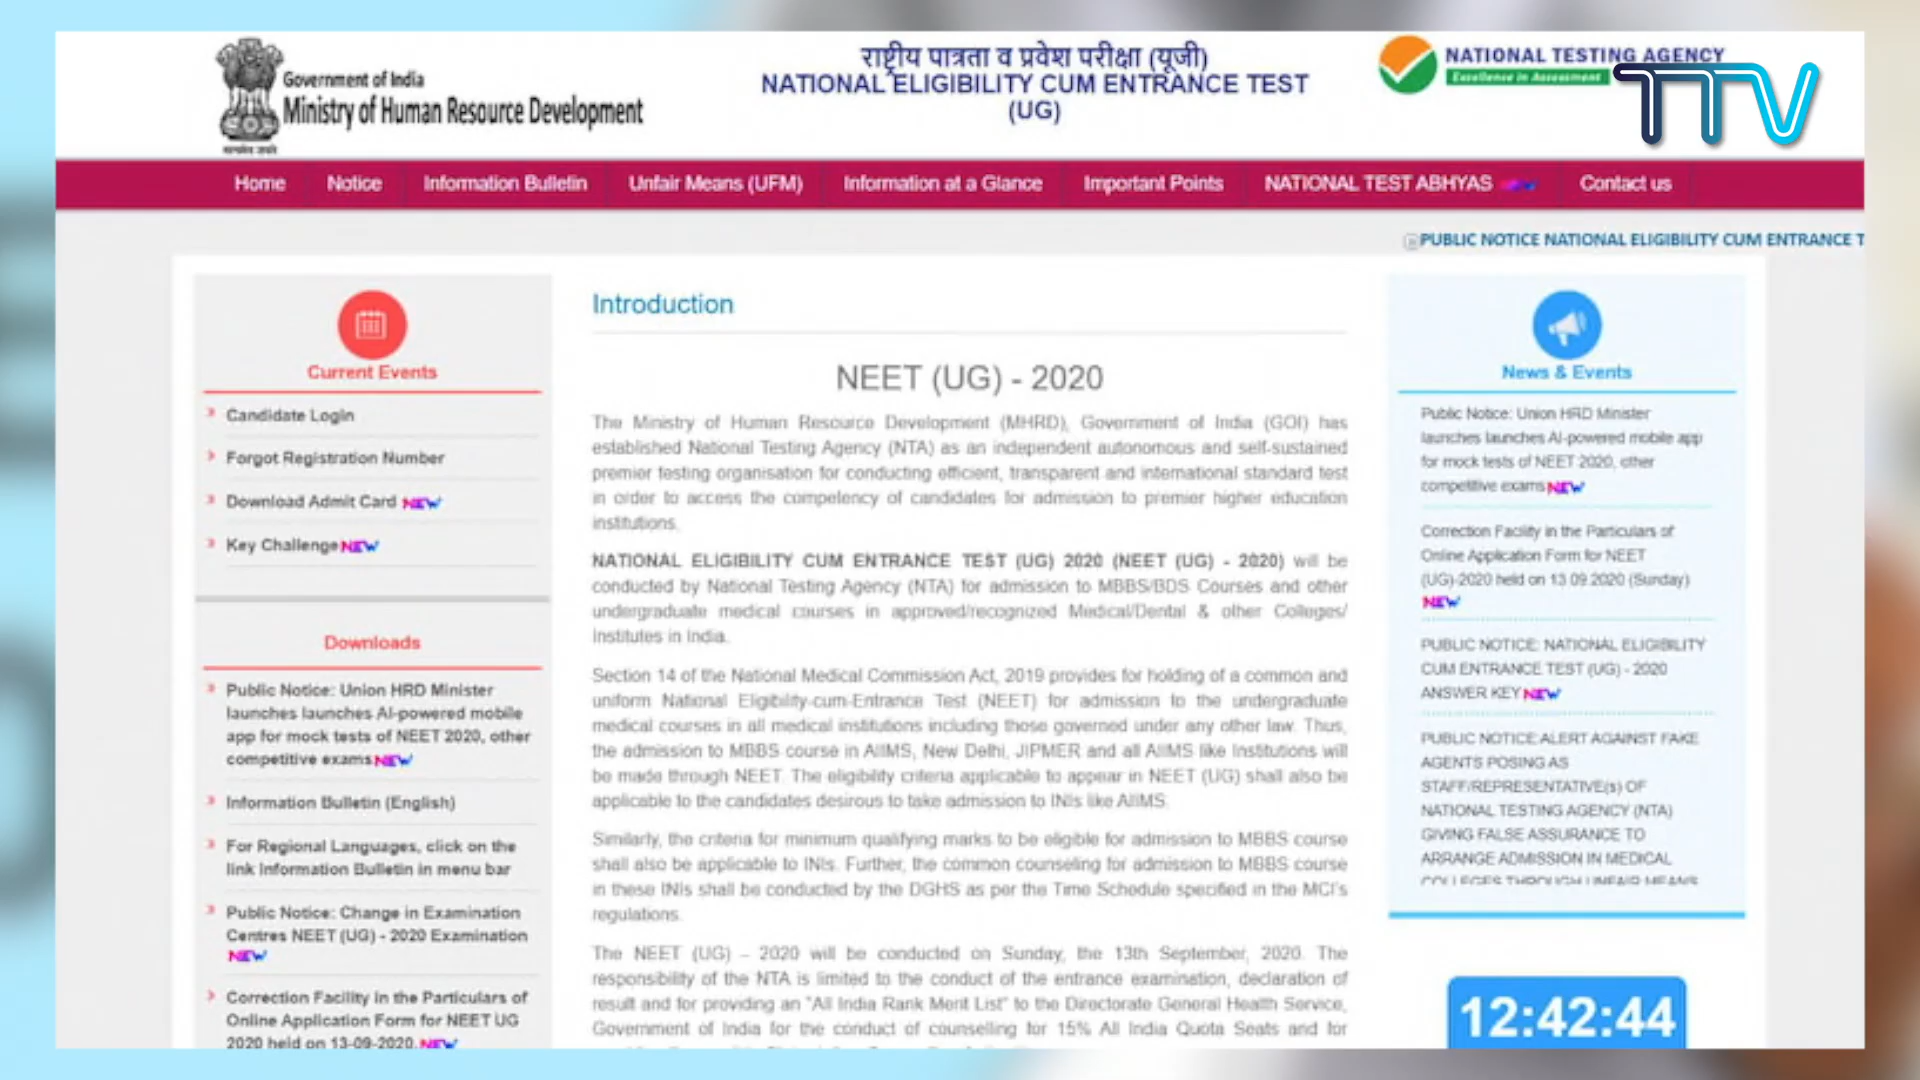 Government of India
Ministry of Human Resource Development
राष्ट्रीय पात्रता व प्रवेश परीक्षा (यूजी)
NATIONAL ELIGIBILITY CUM ENTRANCE TEST
(UG)
NATIONAL TESTING AGENCY
Excellence in Assessment
TTV
Home
Notice
Information Bulletin
Unfair Means (UFM)
Information at a Glance
Important Points
NATIONAL TEST ABHYAS
Contact us
PUBLIC NOTICE NATIONAL ELIGIBILITY CUM ENTRANCE T
Current Events
Candidate Login
Forgot Registration Number
Download Admit Card NEW
Key Challenge NEW
Downloads
Public Notice: Union HRD Minister
launches launches AI-powered mobile
app for mock tests of NEET 2020, other
competitive exams NEW
Information Bulletin (English)
For Regional Languages, click on the
link Information Bulletin in menu bar
Public Notice: Change in Examination
Centres NEET (UG) - 2020 Examination
NEW
Correction Facility in the Particulars of
Online Application Form for NEET UG
2020 held on 13-09-2020. NEW
Introduction
NEET (UG) - 2020
The Ministry of Human Resource Development (MHRD), Government of India (GOI) has
established National Testing Agency (NTA) as an independent autonomous and self-sustained
premier testing organisation for conducting efficient, transparent and international standard test
in order to access the competency of candidates for admission to premier higher education
institutions.
NATIONAL ELIGIBILITY CUM ENTRANCE TEST (UG) 2020 (NEET (UG) - 2020) will be
conducted by National Testing Agency (NTA) for admission to MBBS/BDS Courses and other
undergraduate medical courses in approved/recognized Medical/Dental & other Colleges/
Institutes in India.
Section 14 of the National Medical Commission Act, 2019 provides for holding of a common and
uniform National Eligibility-cum-Entrance Test (NEET) for admission to the undergraduate
medical courses in all medical institutions including those governed under any other law. Thus,
the admission to MBBS course in AIIMS, New Delhi, JIPMER and all AIIMS like Institutions will
be made through NEET. The eligibility criteria applicable to appear in NEET (UG) shall also be
applicable to the candidates desirous to take admission to INIs like AIIMS.
Similarly, the criteria for minimum qualifying marks to be eligible for admission to MBBS course
shall also be applicable to INIs. Further, the common counseling for admission to MBBS course
in these INIs shall be conducted by the DGHS as per the Time Schedule specified in the MCI's
regulations.
The NEET (UG) – 2020 will be conducted on Sunday, the 13th September, 2020. The
responsibility of the NTA is limited to the conduct of the entrance examination, declaration of
result and for providing an "All India Rank Merit List" to the Directorate General Health Service,
Government of India for the conduct of counselling for 15% All India Quota Seats and for
News & Events
Public Notice: Union HRD Minister
launches launches AI-powered mobile app
for mock tests of NEET 2020, other
competitive exams NEW
Correction Facility in the Particulars of
Online Application Form for NEET
(UG)-2020 held on 13.09.2020 (Sunday)
NEW
PUBLIC NOTICE: NATIONAL ELIGIBILITY
CUM ENTRANCE TEST (UG) - 2020
ANSWER KEY NEW
PUBLIC NOTICE:ALERT AGAINST FAKE
AGENTS POSING AS
STAFF/REPRESENTATIVE(s) OF
NATIONAL TESTING AGENCY (NTA)
GIVING FALSE ASSURANCE TO
ARRANGE ADMISSION IN MEDICAL
COLLEGES THROUGH UNFAIR MEANS
12:42:44